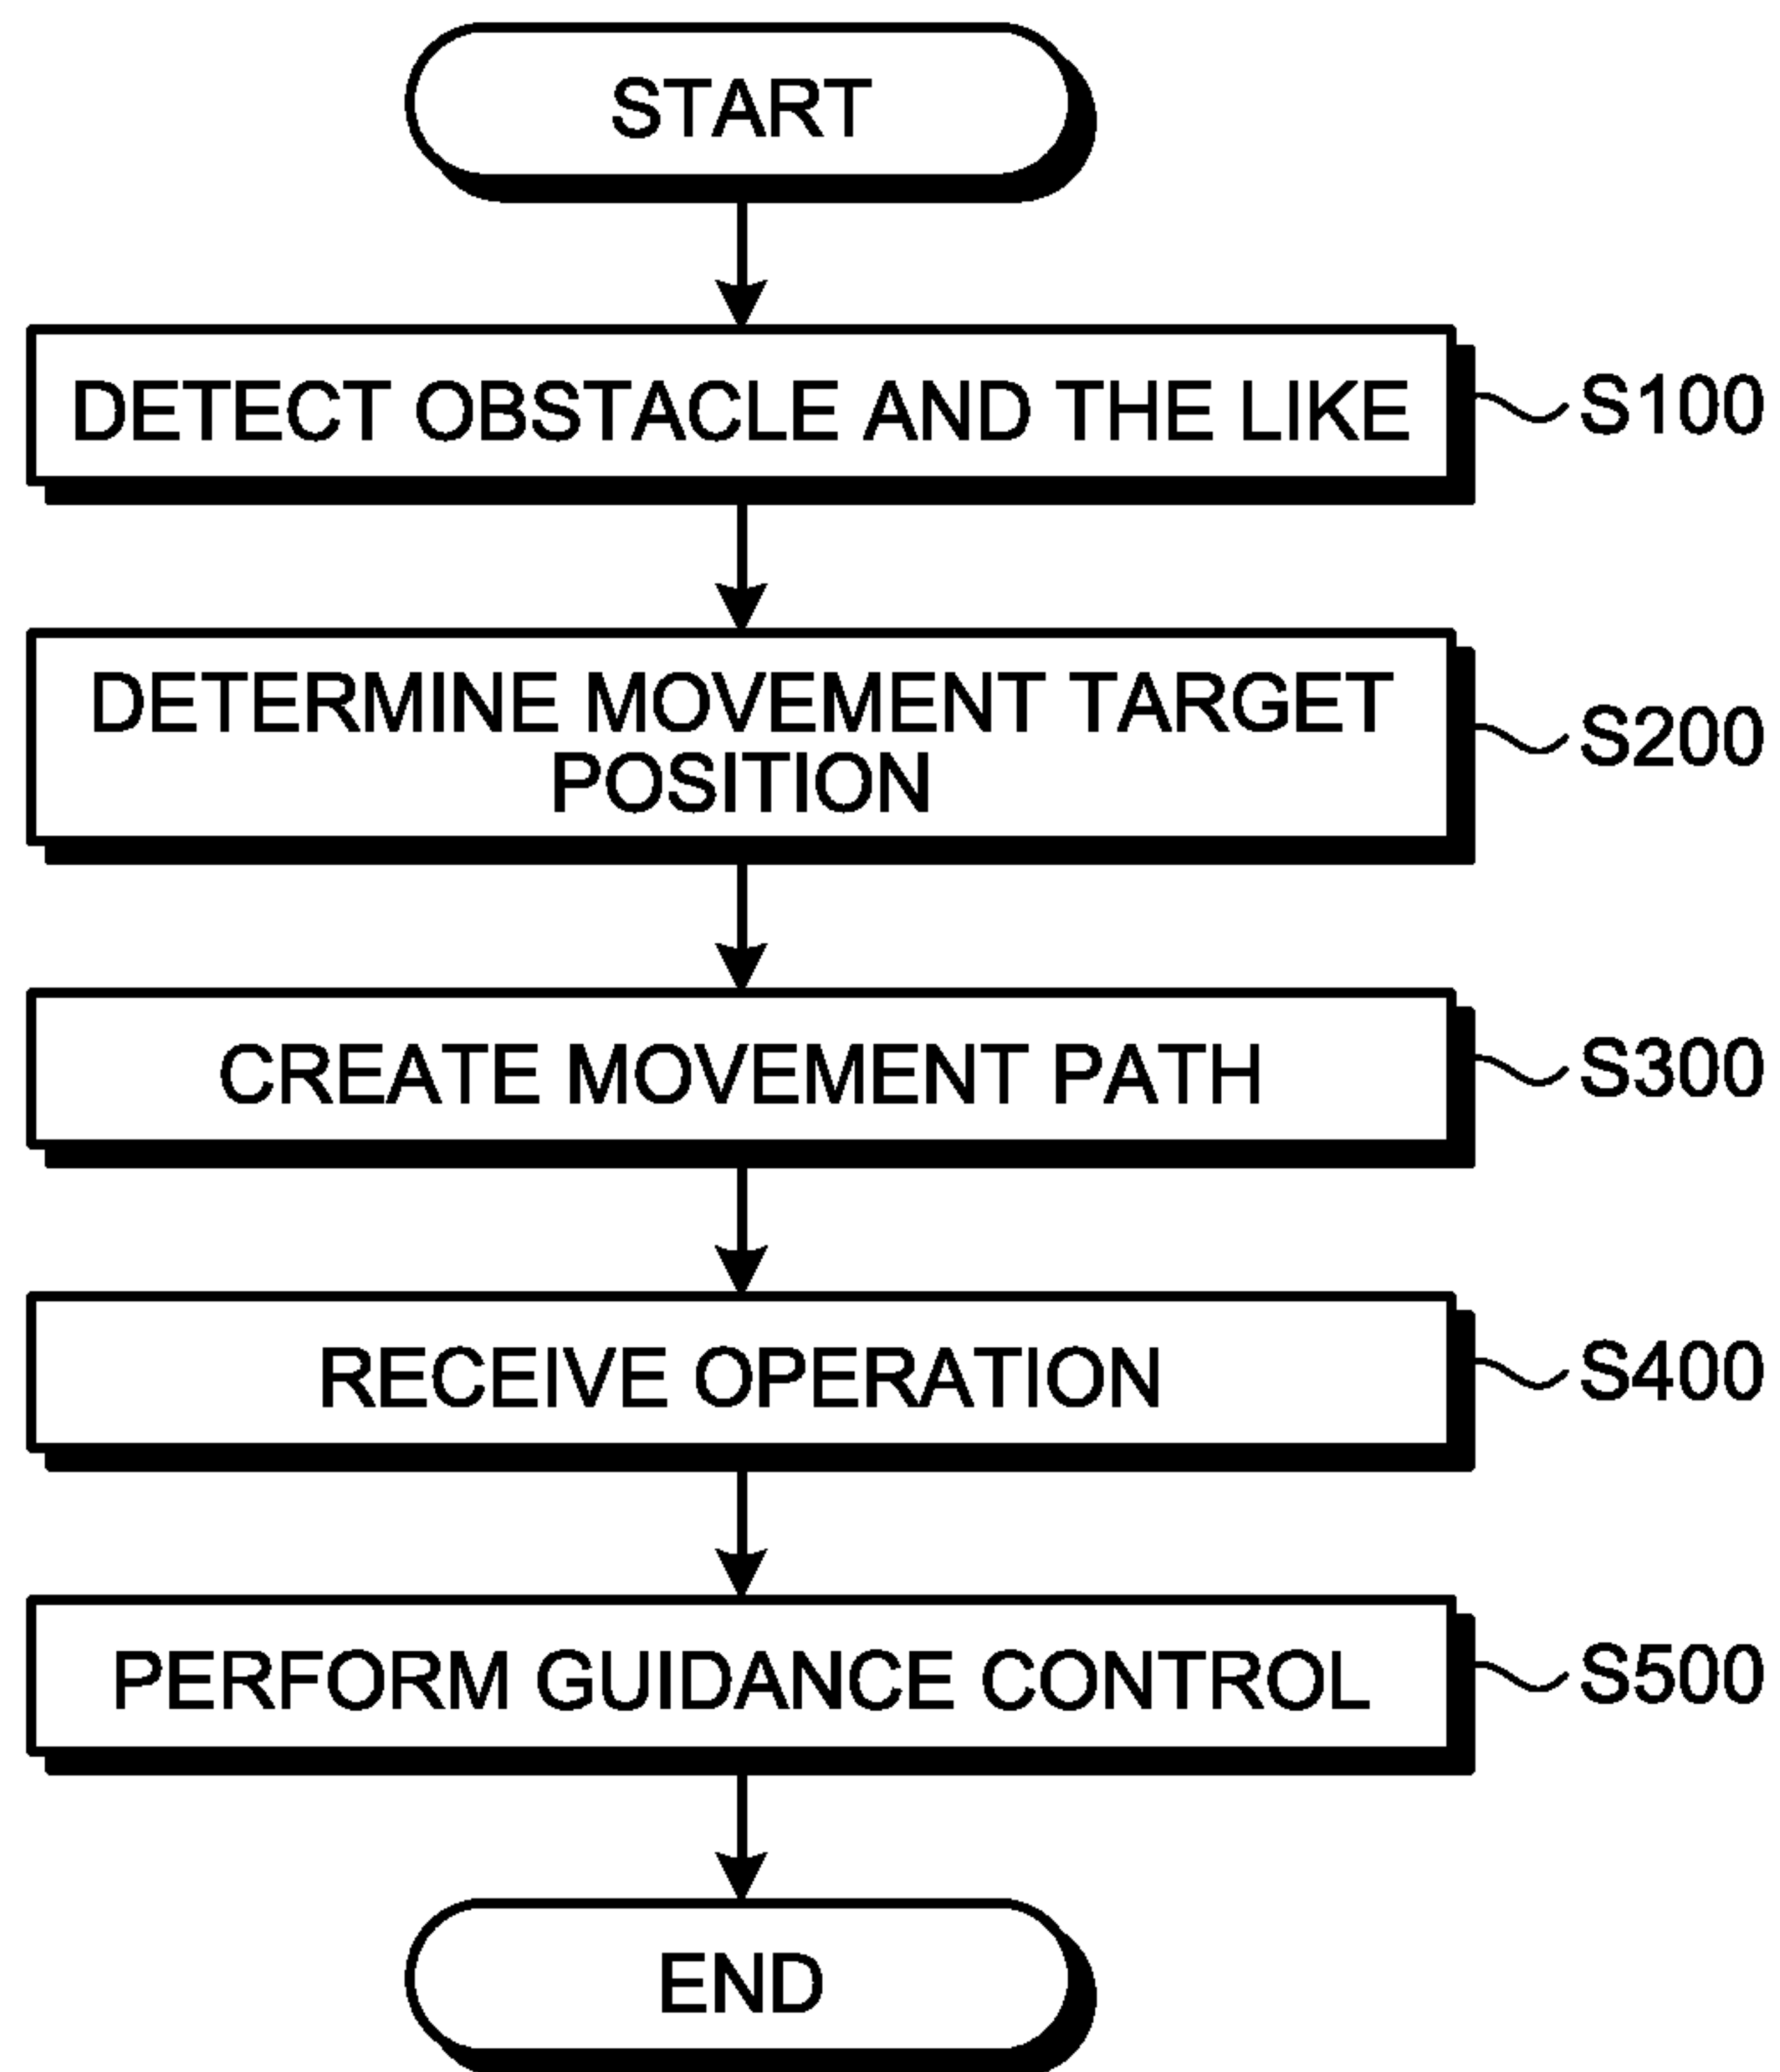 START
DETECT OBSTACLE AND THE LIKE
S100
DETERMINE MOVEMENT TARGET
POSITION
S200
CREATE MOVEMENT PATH
S300
RECEIVE OPERATION
S400
PERFORM GUIDANCE CONTROL
S500
END